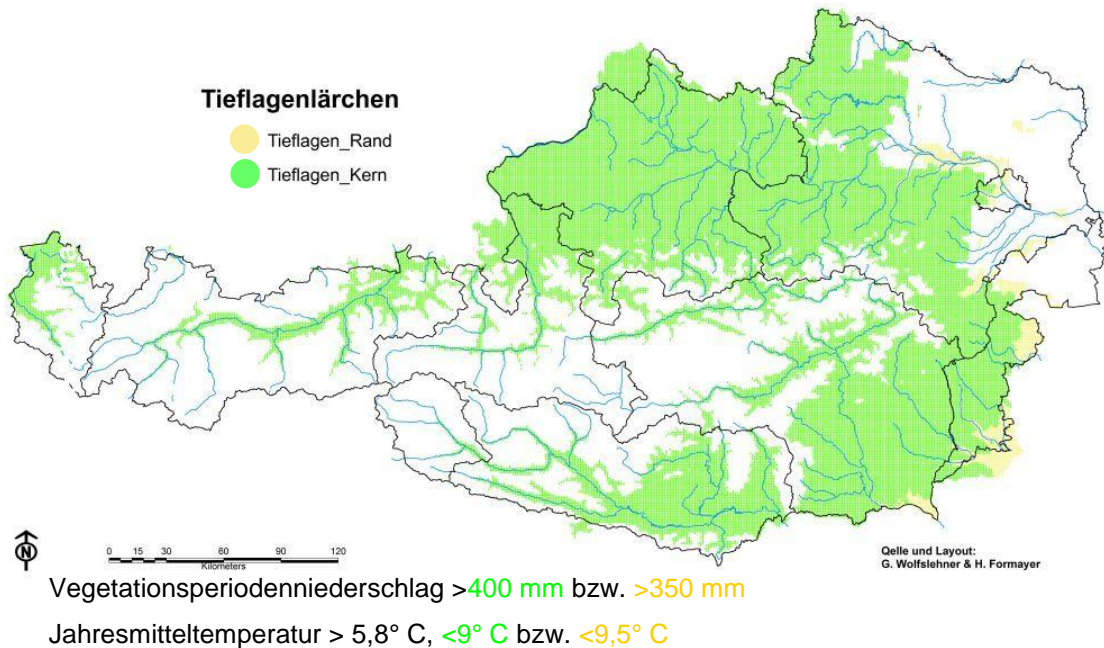 Tieflagenlärchen
Tieflagen_Rand
Tieflagen_Kern
N
0 15 30 60 90 120
Kilometers
Qelle und Layout:
G. Wolfslehner & H. Formayer
Vegetationsperiodenniederschlag >400 mm bzw. >350 mm
Jahresmitteltemperatur > 5,8° C, <9° C bzw. <9,5° C